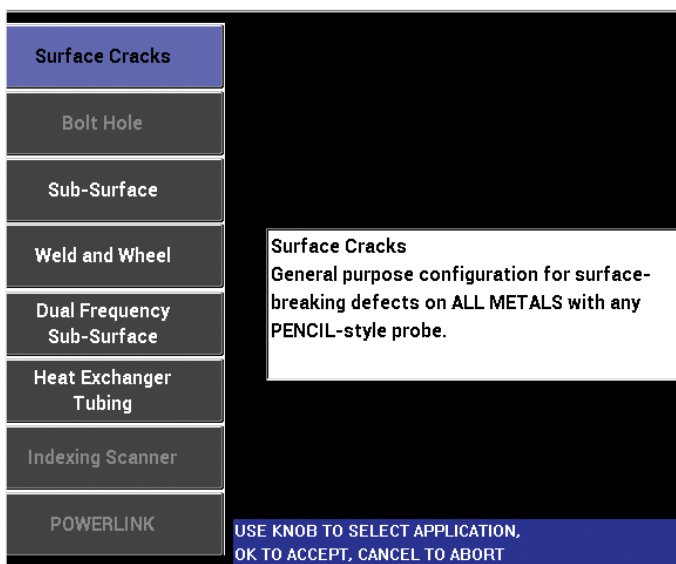 Surface Cracks
Bolt Hole
Sub-Surface
Weld and Wheel
Dual Frequency
Sub-Surface
Heat Exchanger
Tubing
Indexing Scanner
POWERLINK
Surface Cracks
General purpose configuration for surface-
breaking defects on ALL METALS with any
PENCIL-style probe.
USE KNOB TO SELECT APPLICATION,
OK TO ACCEPT, CANCEL TO ABORT